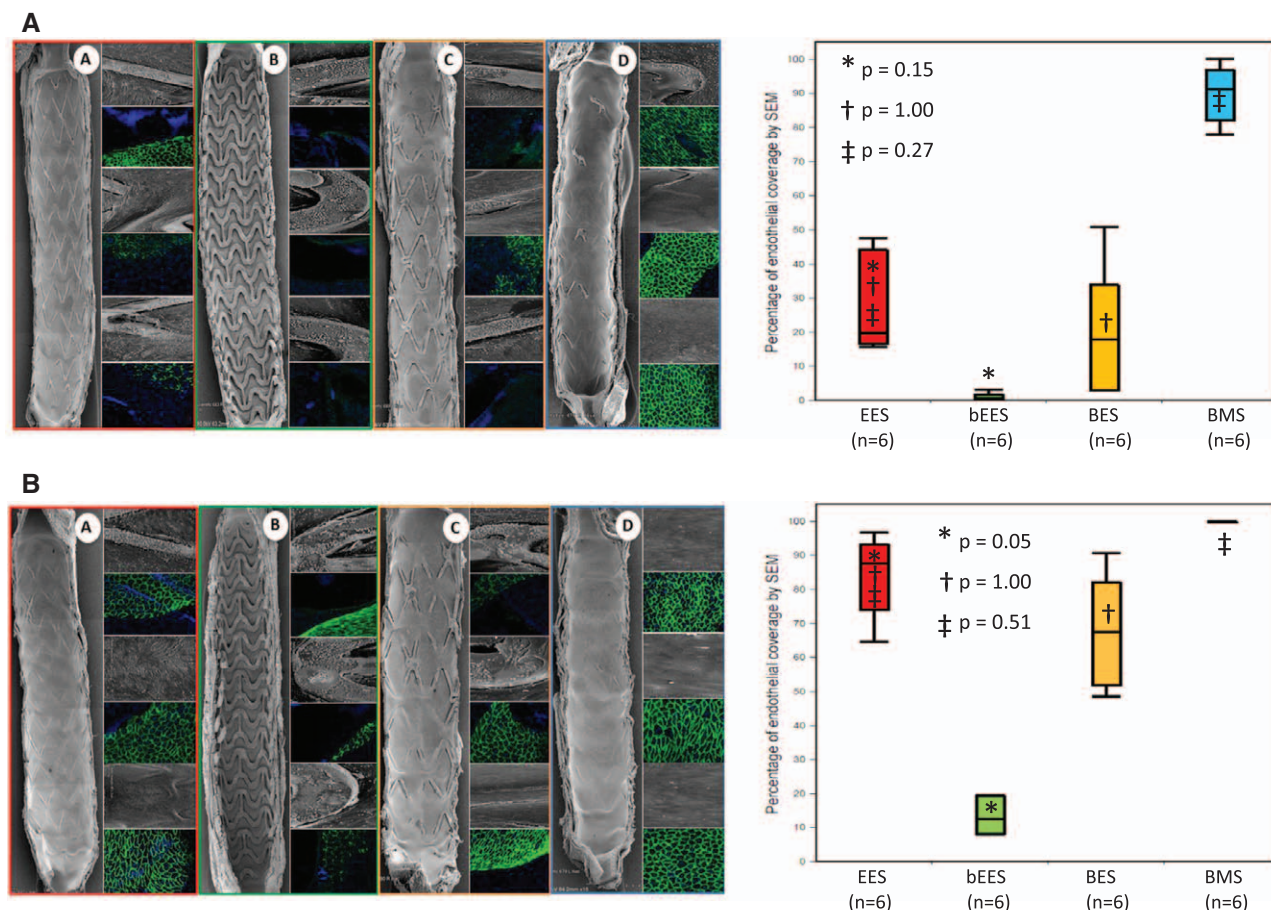 A
A
B
C
D
Percentage of endothelial coverage by SEM
100
90
80
70
60
50
40
30
20
10
0
* p = 0.15
† p = 1.00
‡ p = 0.27
*
†
‡
*
†
‡
EES
(n=6)
bEES
(n=6)
BES
(n=6)
BMS
(n=6)
B
A
B
C
D
Percentage of endothelial coverage by SEM
100
90
80
70
60
50
40
30
20
10
0
* p = 0.05
† p = 1.00
‡ p = 0.51
*
†
‡
*
†
‡
EES
(n=6)
bEES
(n=6)
BES
(n=6)
BMS
(n=6)